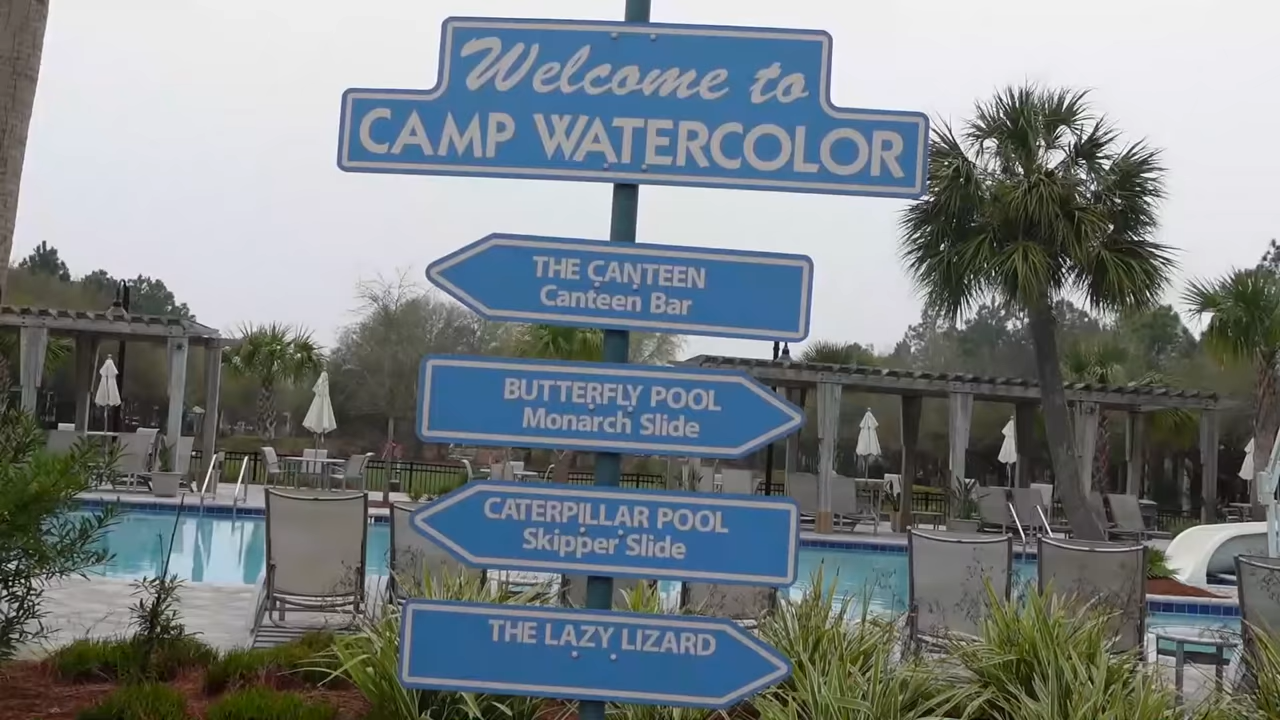 Welcome to
CAMP WATERCOLOR
THE CANTEEN
Canteen Bar
BUTTERFLY POOL
Monarch Slide
CATERPILLAR POOL
Skipper Slide
THE LAZY LIZARD